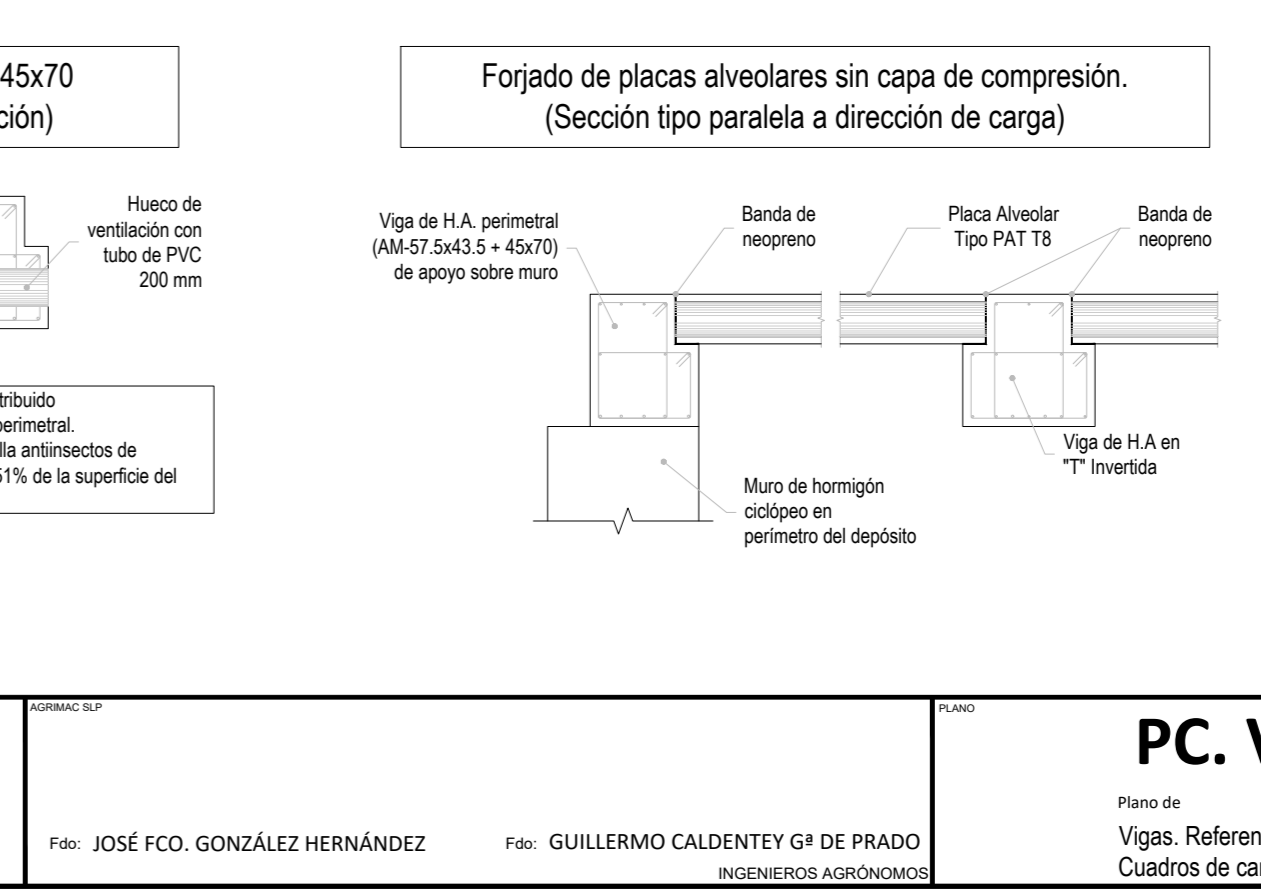 45x70
ción)
Forjado de placas alveolares sin capa de compresión.
(Sección tipo paralela a dirección de carga)
Hueco de
ventilación con
tubo de PVC
200 mm
Viga de H.A. perimetral
(AM-57.5x43.5 + 45x70)
de apoyo sobre muro
Banda de
neopreno
Placa Alveolar
Tipo PAT T8
Banda de
neopreno
Viga de H.A en
"T" Invertida
Muro de hormigón
ciclópeo en
perímetro del depósito
tribuido
perimetral.
lla antiinsectos de
51% de la superficie del
AGRIMAC SLP
Fdo: JOSÉ FCO. GONZÁLEZ HERNÁNDEZ
Fdo: GUILLERMO CALDENTEY Gª DE PRADO
INGENIEROS AGRÓNOMOS
PLANO
PC. V
Plano de
Vigas. Referen
Cuadros de car